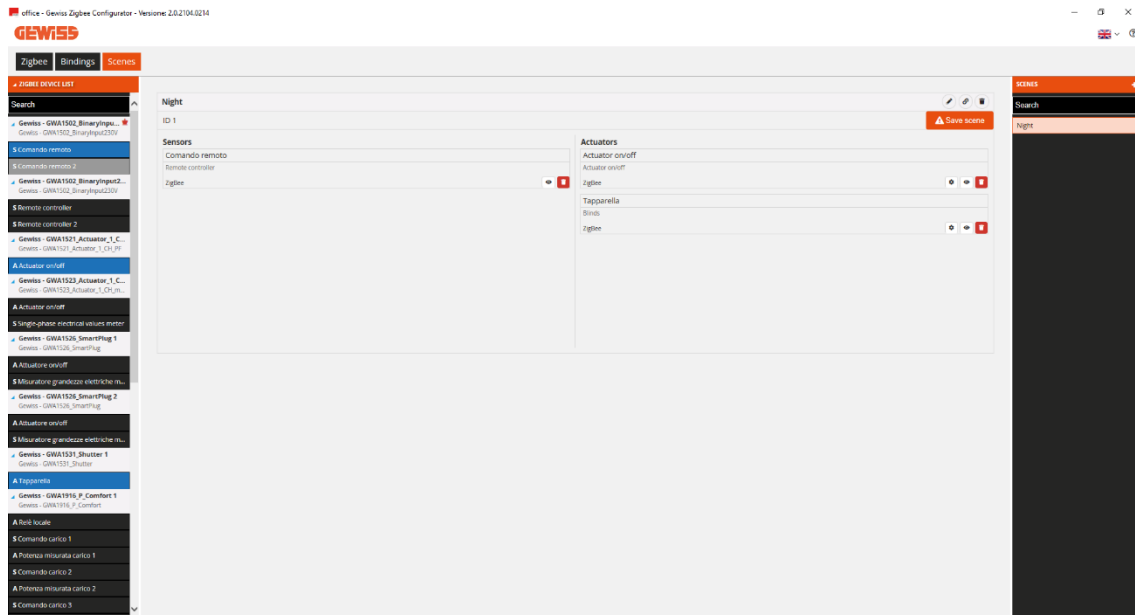 office - Gewiss Zigbee Configurator - Versione: 2.0.2104.0214
GEWISS
Zigbee Bindings Scenes
ZIGBEE DEVICE LIST
Search
Gewiss - GWA1502_BinaryInpu...
Gewiss - GWA1502_BinaryInput230V
S Comando remoto
S Comando remoto 2
Gewiss - GWA1502_BinaryInput2...
Gewiss - GWA1502_BinaryInput230V
S Remote controller
S Remote controller 2
Gewiss - GWA1521_Actuator_1_C...
Gewiss - GWA1521_Actuator_1_CH_PF
A Actuator on/off
Gewiss - GWA1523_Actuator_1_C...
Gewiss - GWA1523_Actuator_1_CH_m...
A Actuator on/off
S Single-phase electrical values meter
Gewiss - GWA1526_SmartPlug 1
Gewiss - GWA1526_SmartPlug
A Attuatore on/off
S Misuratore grandezze elettriche m...
Gewiss - GWA1526_SmartPlug 2
Gewiss - GWA1526_SmartPlug
A Attuatore on/off
S Misuratore grandezze elettriche m...
Gewiss - GWA1531_Shutter 1
Gewiss - GWA1531_Shutter
A Tapparella
Gewiss - GWA1916_P_Comfort 1
Gewiss - GWA1916_P_Comfort
A Relè locale
S Comando carico 1
A Potenza misurata carico 1
S Comando carico 2
A Potenza misurata carico 2
S Comando carico 3
Night
ID 1
Save scene
Sensors
Comando remoto
Remote controller
ZigBee
Actuators
Actuator on/off
Actuator on/off
ZigBee
Tapparella
Blinds
ZigBee
SCENES
Search
Night